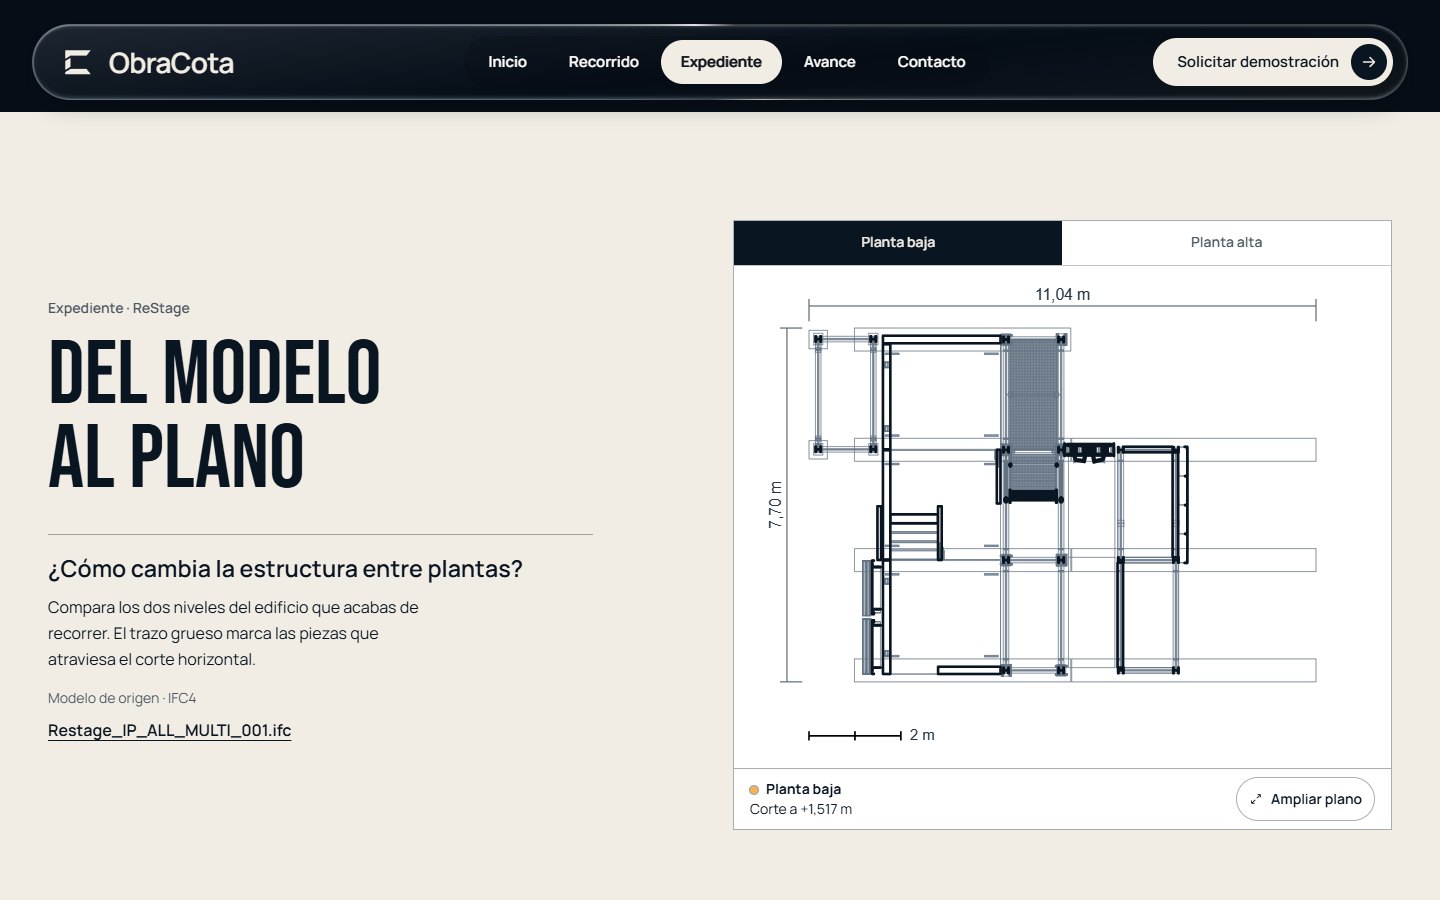 ObraCota
Inicio
Recorrido
Expediente
Avance
Contacto
Solicitar demostración
Expediente · ReStage
DEL MODELO
AL PLANO
¿Cómo cambia la estructura entre plantas?
Compara los dos niveles del edificio que acabas de
recorrer. El trazo grueso marca las piezas que
atraviesa el corte horizontal.
Modelo de origen · IFC4
Restage_IP_ALL_MULTI_001.ifc
Planta baja
Planta alta
11,04 m
7,70 m
2 m
Planta baja
Corte a +1,517 m
Ampliar plano